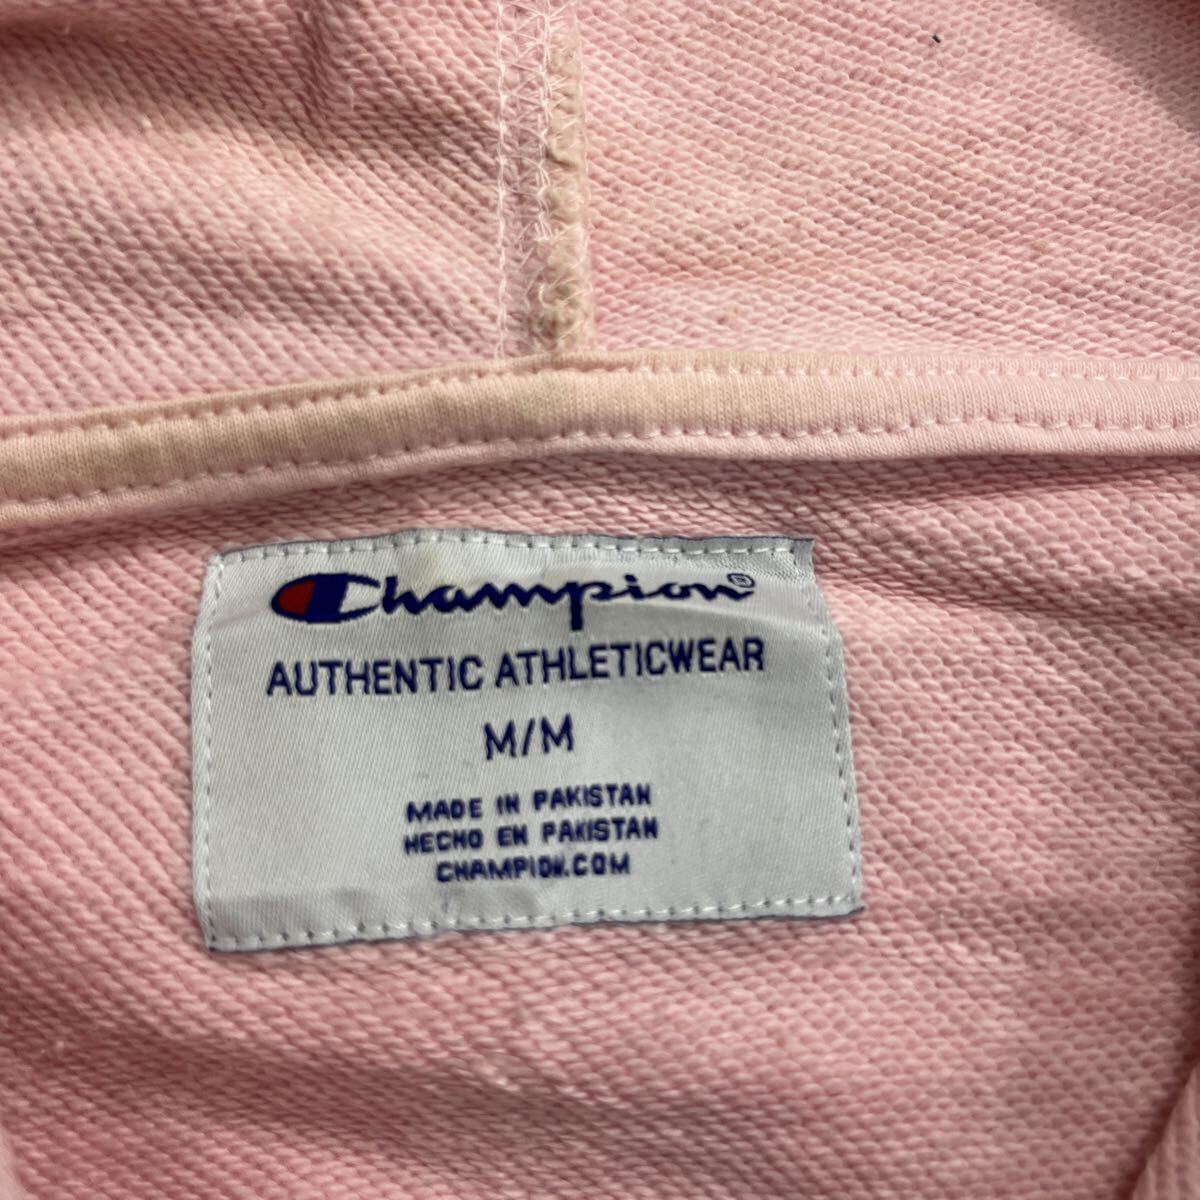 Champion®
AUTHENTIC ATHLETICWEAR
M/M
MADE IN PAKISTAN
HECHO EN PAKISTAN
CHAMPION.COM